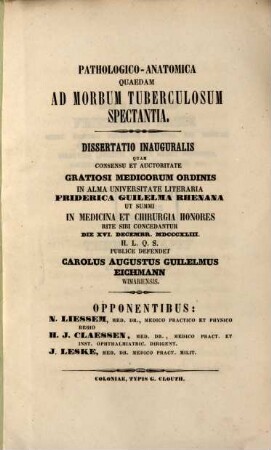 PATHOLOGICO-ANATOMICA
QUAEDAM
AD MORBUM TUBERCULOSUM
SPECTANTIA.
DISSERTATIO INAUGURALIS
QUAM
CONSENSU ET AUCTORITATE
GRATIOSI MEDICORUM ORDINIS
IN ALMA UNIVERSITATE LITERARIA
FRIDERICA GUILELMA RHENANA
UT SUMMI
IN MEDICINA ET CHIRURGIA HONORES
RITE SIBI CONCEDANTUR
DIE XVI. DECEMBR. MDCCCXLIII.
H. L. Q. S.
PUBLICE DEFENDET
CAROLUS AUGUSTUS GUILELMUS
EICHMANN
WINARIENSIS.
OPPONENTIBUS:
N. LIESSEM, MED. DR., MEDICO PRACTICO ET PHYSICO
REGIO
H. J. CLAESSEN, MED. DR., MEDICO PRACT. ET
INST. OPHTHALMIATRIC. DIRIGENT.
J. LESKE, MED. DR. MEDICO PRACT. MILIT.
COLONIAE, TYPIS G. CLOUTH.